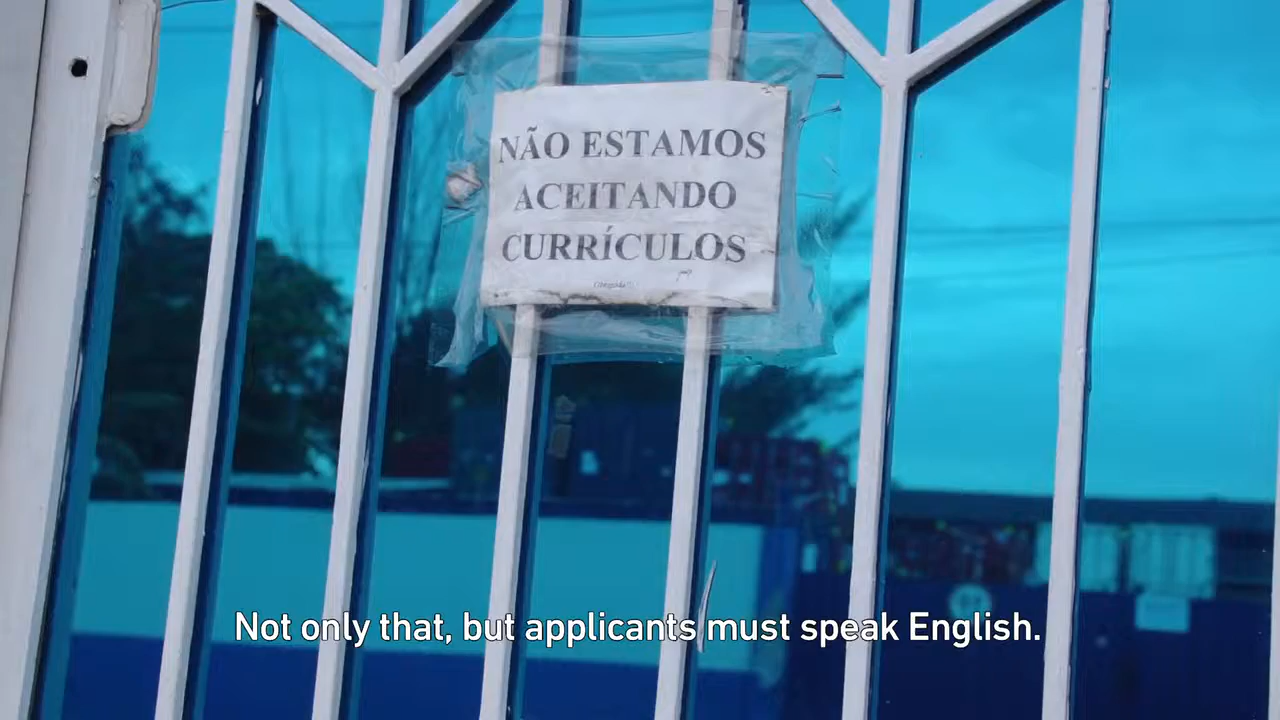 NÃO ESTAMOS
ACEITANDO
CURRÍCULOS
Not only that, but applicants must speak English.